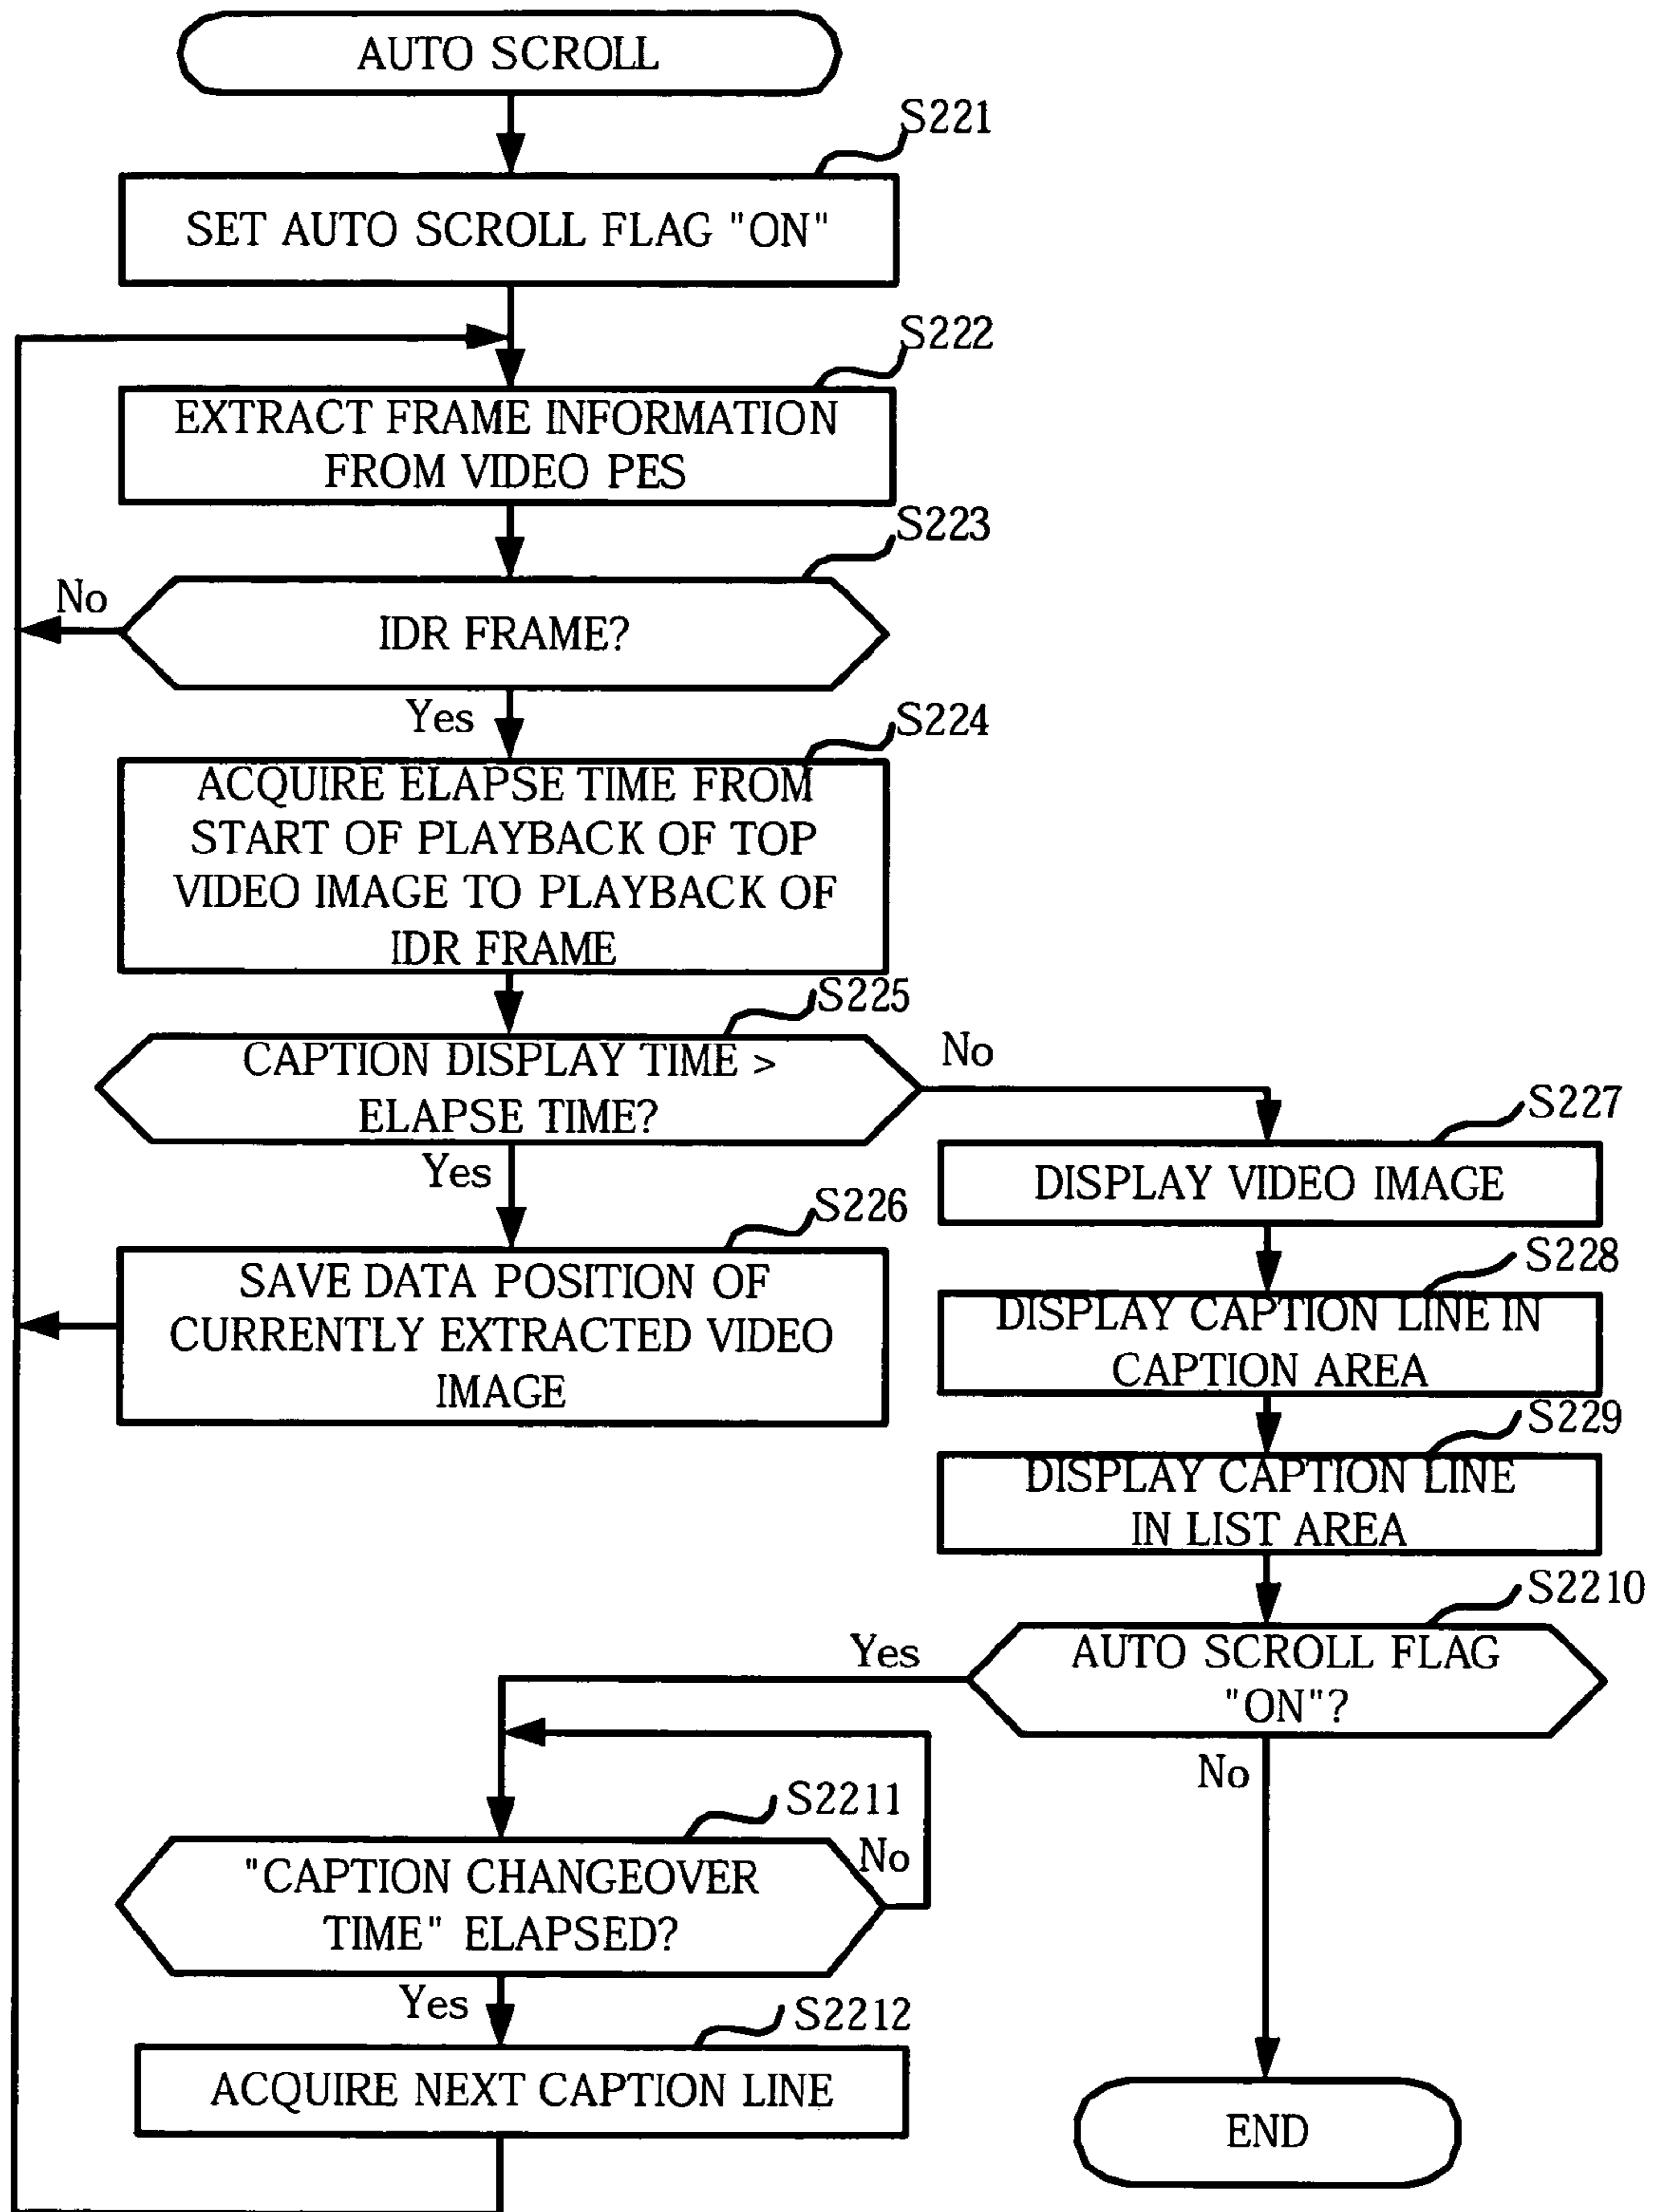 AUTO SCROLL
S221
SET AUTO SCROLL FLAG "ON"
S222
EXTRACT FRAME INFORMATION
FROM VIDEO PES
S223
No
IDR FRAME?
Yes
S224
ACQUIRE ELAPSE TIME FROM
START OF PLAYBACK OF TOP
VIDEO IMAGE TO PLAYBACK OF
IDR FRAME
S225
CAPTION DISPLAY TIME >
ELAPSE TIME?
No
Yes
S226
SAVE DATA POSITION OF
CURRENTLY EXTRACTED VIDEO
IMAGE
S227
DISPLAY VIDEO IMAGE
S228
DISPLAY CAPTION LINE IN
CAPTION AREA
S229
DISPLAY CAPTION LINE
IN LIST AREA
S2210
AUTO SCROLL FLAG
"ON"?
Yes
No
S2211
"CAPTION CHANGEOVER
TIME" ELAPSED?
No
Yes
S2212
ACQUIRE NEXT CAPTION LINE
END